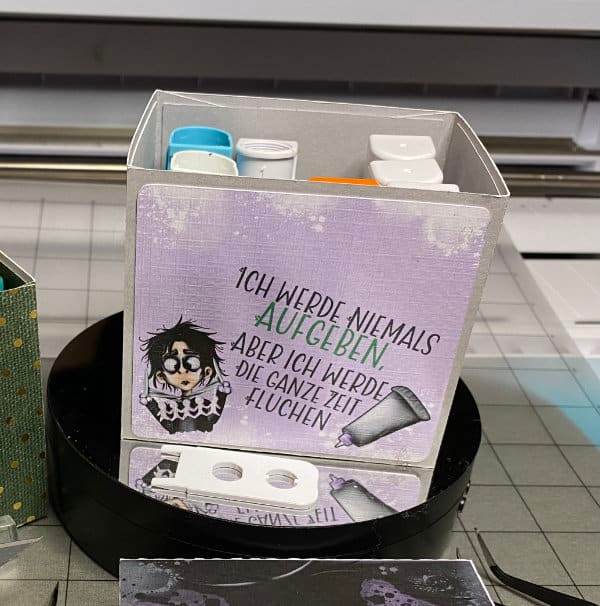 ICH WERDE NIEMALS
AUFGEBEN,
ABER ICH WERDE
DIE GANZE ZEIT
FLUCHEN